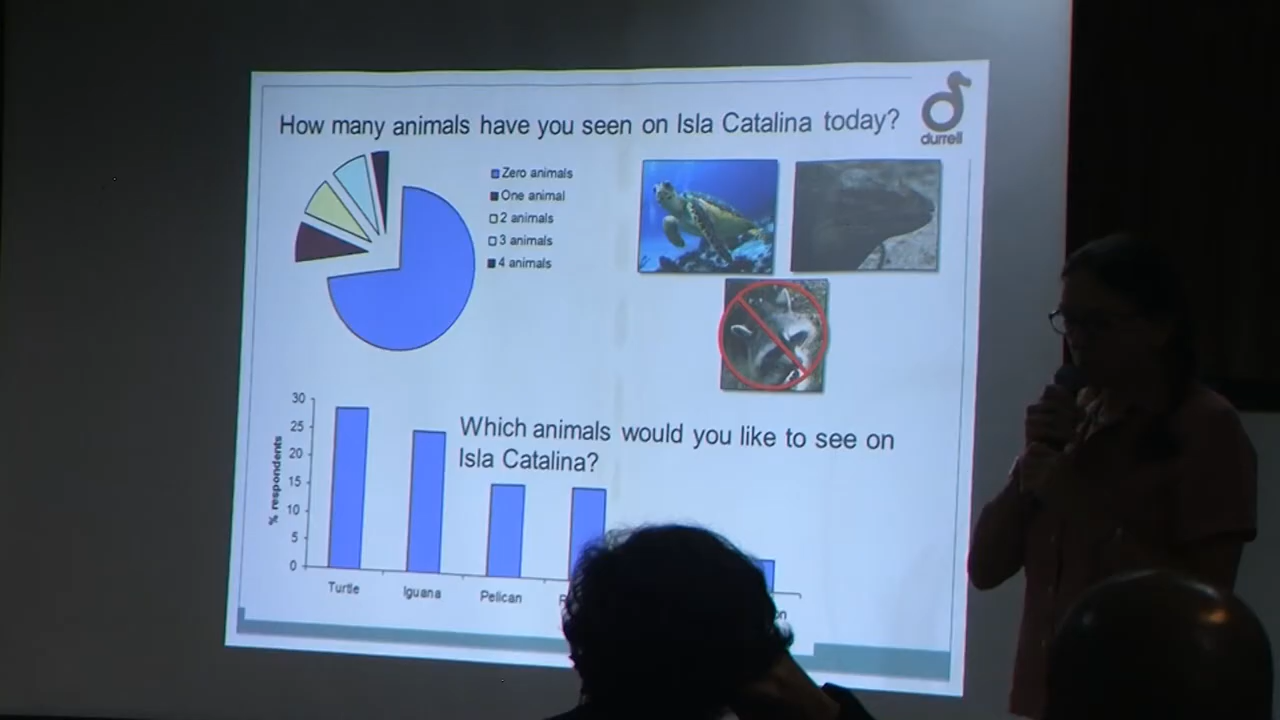 How many animals have you seen on Isla Catalina today?
durrell
Zero animals
One animal
2 animals
3 animals
4 animals
Which animals would you like to see on
Isla Catalina?
% respondents
30
25
20
15
10
5
0
Turtle
Iguana
Pelican